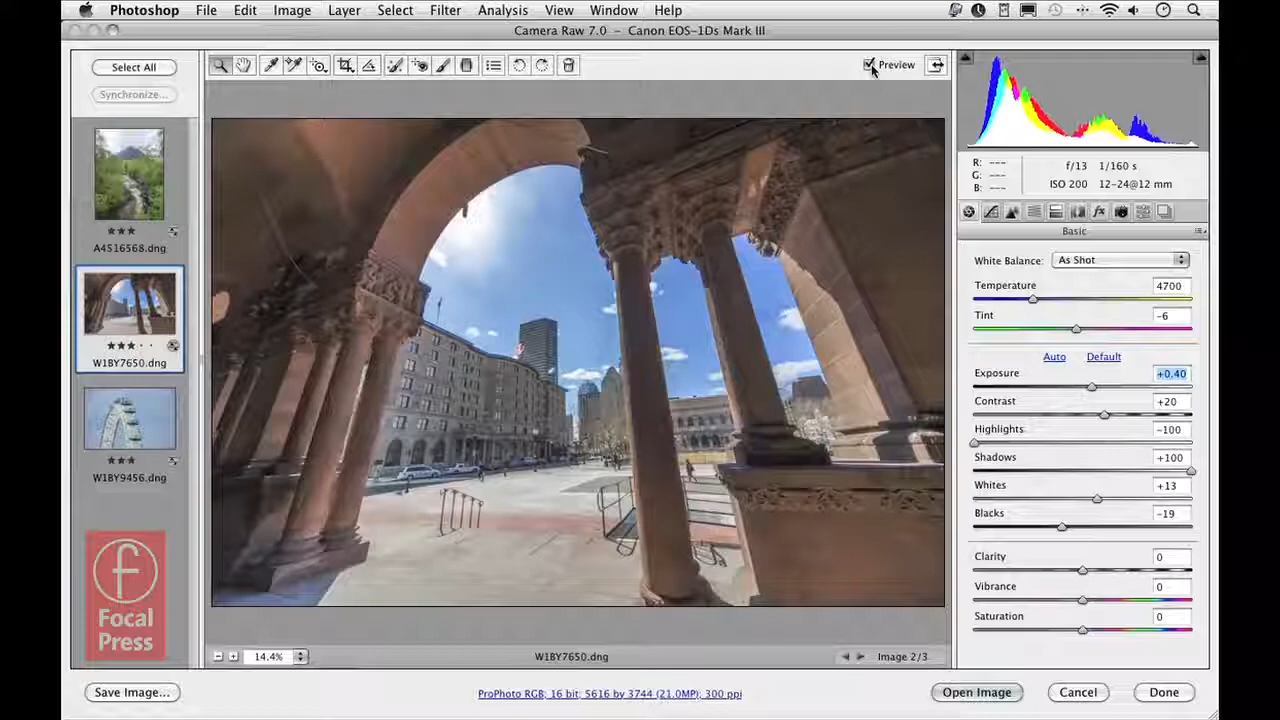 Photoshop File Edit Image Layer Select Filter Analysis View Window Help
Camera Raw 7.0 - Canon EOS-1Ds Mark III
Select All
Synchronize...
Preview
A4S16568.dng
W1BY7650.dng
W1BY9456.dng
f
Focal
Press
14.4%
W1BY7650.dng
Image 2/3
R: ---
G: ---
B: ---
f/13 1/160 s
ISO 200 12-24@12 mm
fx
Basic
White Balance: As Shot
Temperature 4700
Tint -6
Auto Default
Exposure +0.40
Contrast +20
Highlights -100
Shadows +100
Whites +13
Blacks -19
Clarity 0
Vibrance 0
Saturation 0
Save Image...
ProPhoto RGB; 16 bit; 5616 by 3744 (21.0MP); 300 ppi
Open Image
Cancel
Done